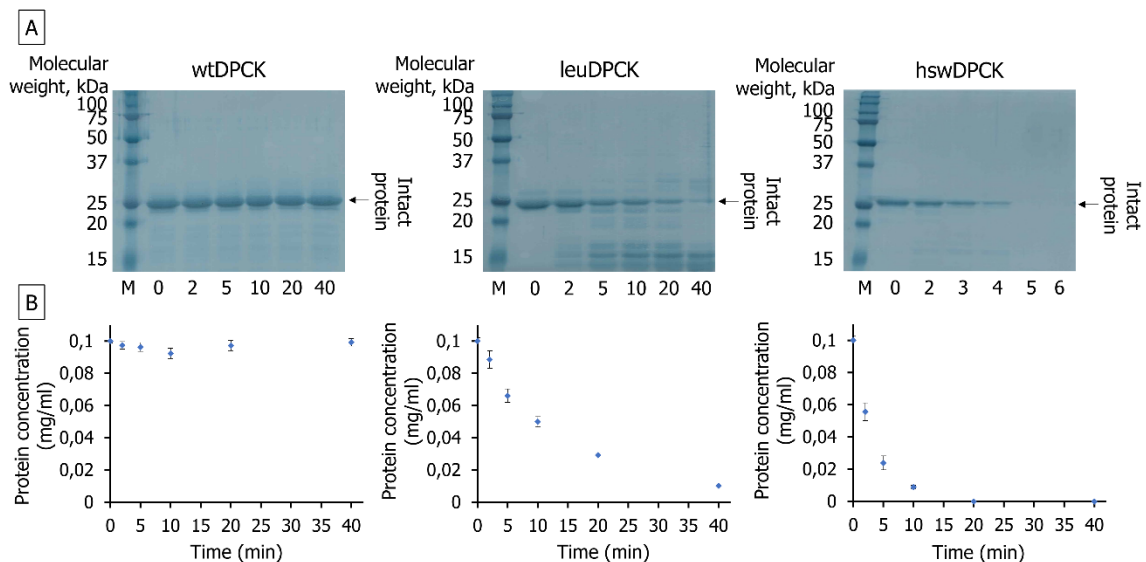 A
Molecular
weight, kDa
wtDPCK
100
75
50
37
25
20
15
Intact
protein
M 0 2 5 10 20 40
Molecular
weight, kDa
leuDPCK
100
75
50
37
25
20
15
Intact
protein
M 0 2 5 10 20 40
Molecular
weight, kDa
hswDPCK
100
75
50
37
25
20
15
Intact
protein
M 0 2 3 4 5 6
B
Protein concentration
(mg/ml)
0,1
0,08
0,06
0,04
0,02
0
0 5 10 15 20 25 30 35 40
Time (min)
Protein concentration
(mg/ml)
0,1
0,08
0,06
0,04
0,02
0
0 5 10 15 20 25 30 35 40
Time (min)
Protein concentration
(mg/ml)
0,1
0,08
0,06
0,04
0,02
0
0 5 10 15 20 25 30 35 40
Time (min)